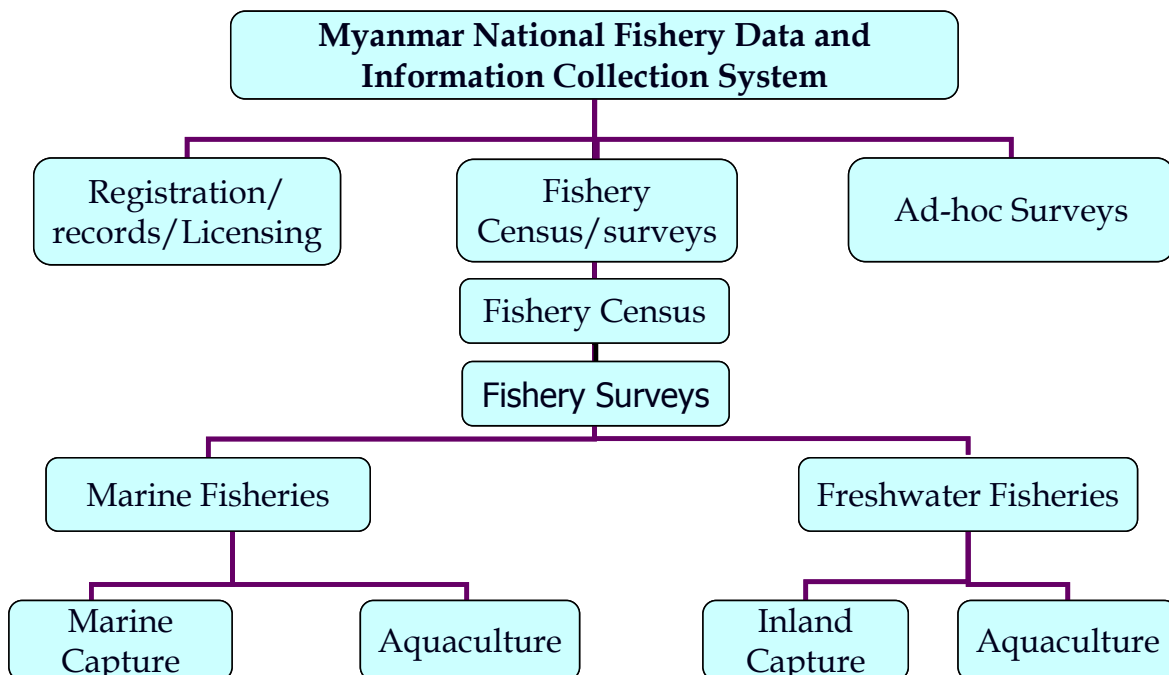 Myanmar National Fishery Data and
Information Collection System
Registration/
records/Licensing
Fishery
Census/surveys
Ad-hoc Surveys
Fishery Census
Fishery Surveys
Marine Fisheries
Freshwater Fisheries
Marine
Capture
Aquaculture
Inland
Capture
Aquaculture